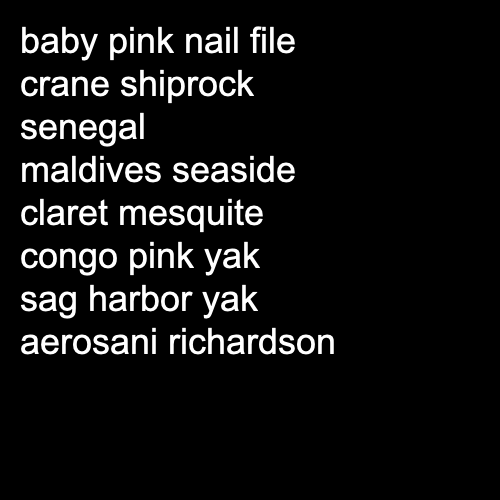 baby pink nail file
crane shiprock
senegal
maldives seaside
claret mesquite
congo pink yak
sag harbor yak
aerosani richardson